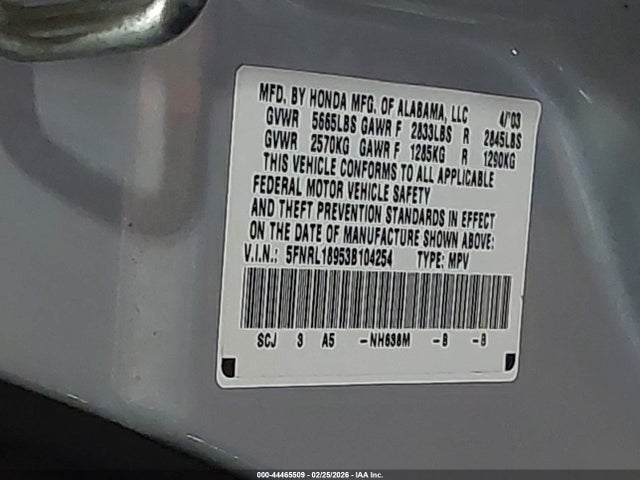 MFD. BY HONDA MFG. OF ALABAMA, LLC 4/'03
GVWR 5665LBS GAWR F 2833LBS R 2845LBS
GVWR 2570KG GAWR F 1285KG R 1290KG
THIS VEHICLE CONFORMS TO ALL APPLICABLE
FEDERAL MOTOR VEHICLE SAFETY
AND THEFT PREVENTION STANDARDS IN EFFECT
ON THE DATE OF MANUFACTURE SHOWN ABOVE:
V.I.N.: 5FNRL18953B104254 TYPE: MPV
SCJ 3 A5 -NH638M -B -B
000-44465509 - 02/25/2026 - IAA Inc.